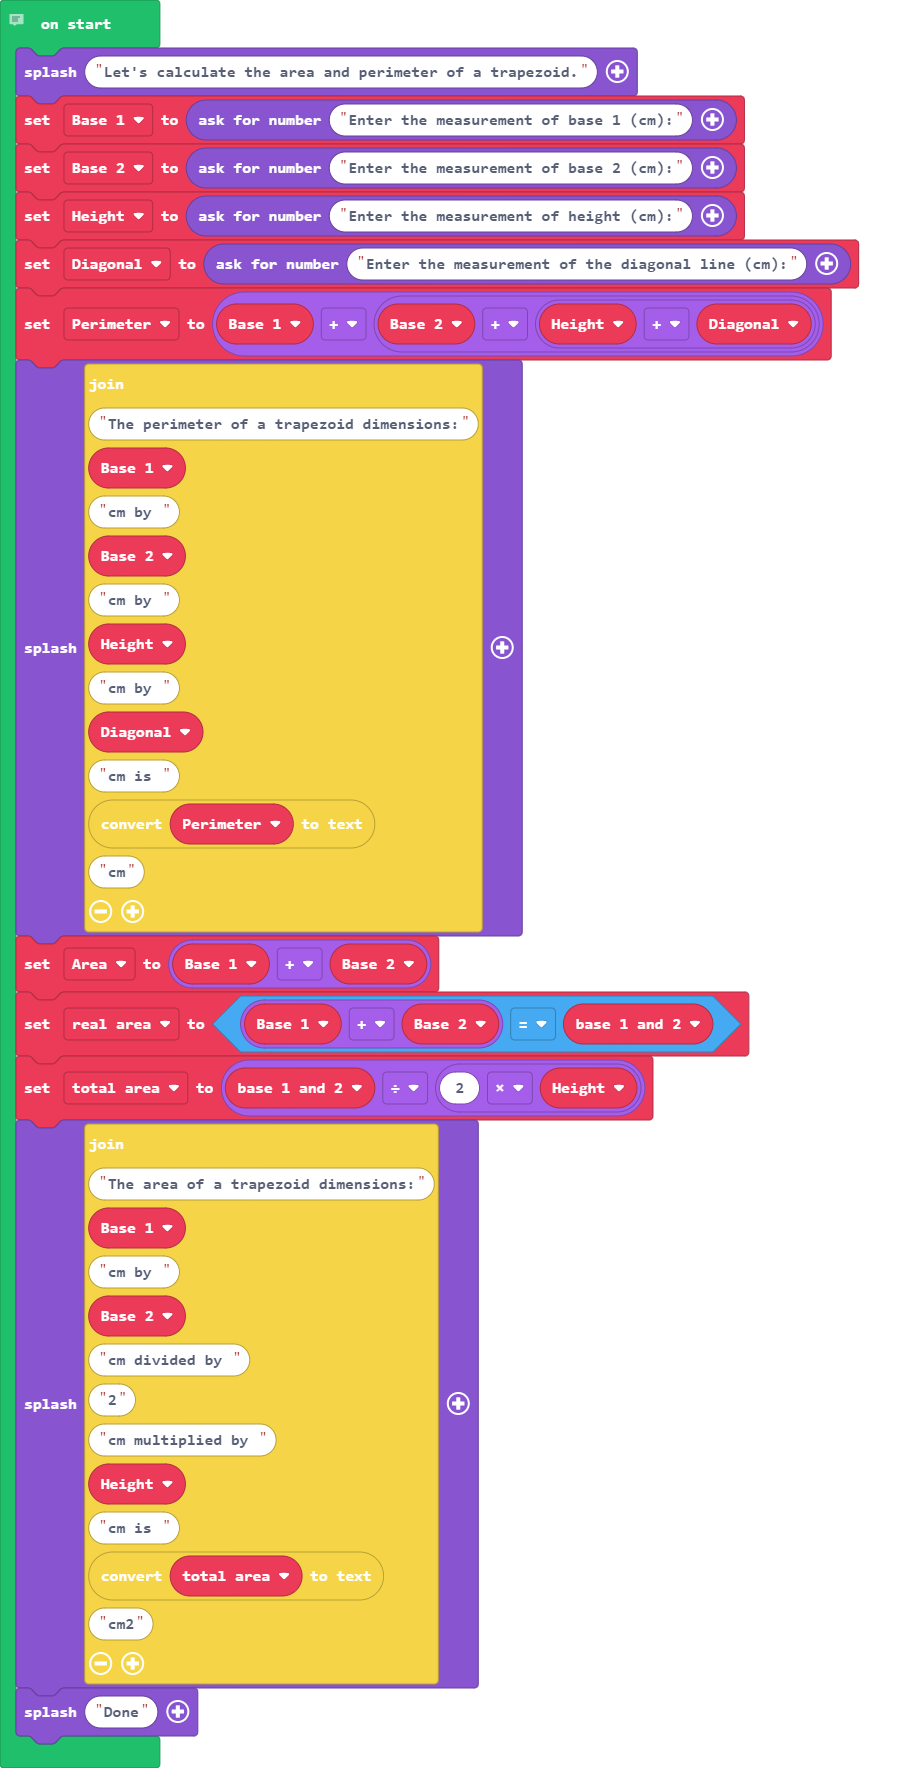 on start
splash "Let's calculate the area and perimeter of a trapezoid."
set Base 1 to ask for number "Enter the measurement of base 1 (cm):"
set Base 2 to ask for number "Enter the measurement of base 2 (cm):"
set Height to ask for number "Enter the measurement of height (cm):"
set Diagonal to ask for number "Enter the measurement of the diagonal line (cm):"
set Perimeter to Base 1 + Base 2 + Height + Diagonal
join
"The perimeter of a trapezoid dimensions:"
Base 1
"cm by "
Base 2
"cm by "
Height
splash
"cm by "
Diagonal
"cm is "
convert Perimeter to text
"cm"
set Area to Base 1 + Base 2
set real area to Base 1 + Base 2 = base 1 and 2
set total area to base 1 and 2 ÷ 2 × Height
join
"The area of a trapezoid dimensions:"
Base 1
"cm by "
Base 2
"cm divided by "
"2"
splash
"cm multiplied by "
Height
"cm is "
convert total area to text
"cm2"
splash "Done"